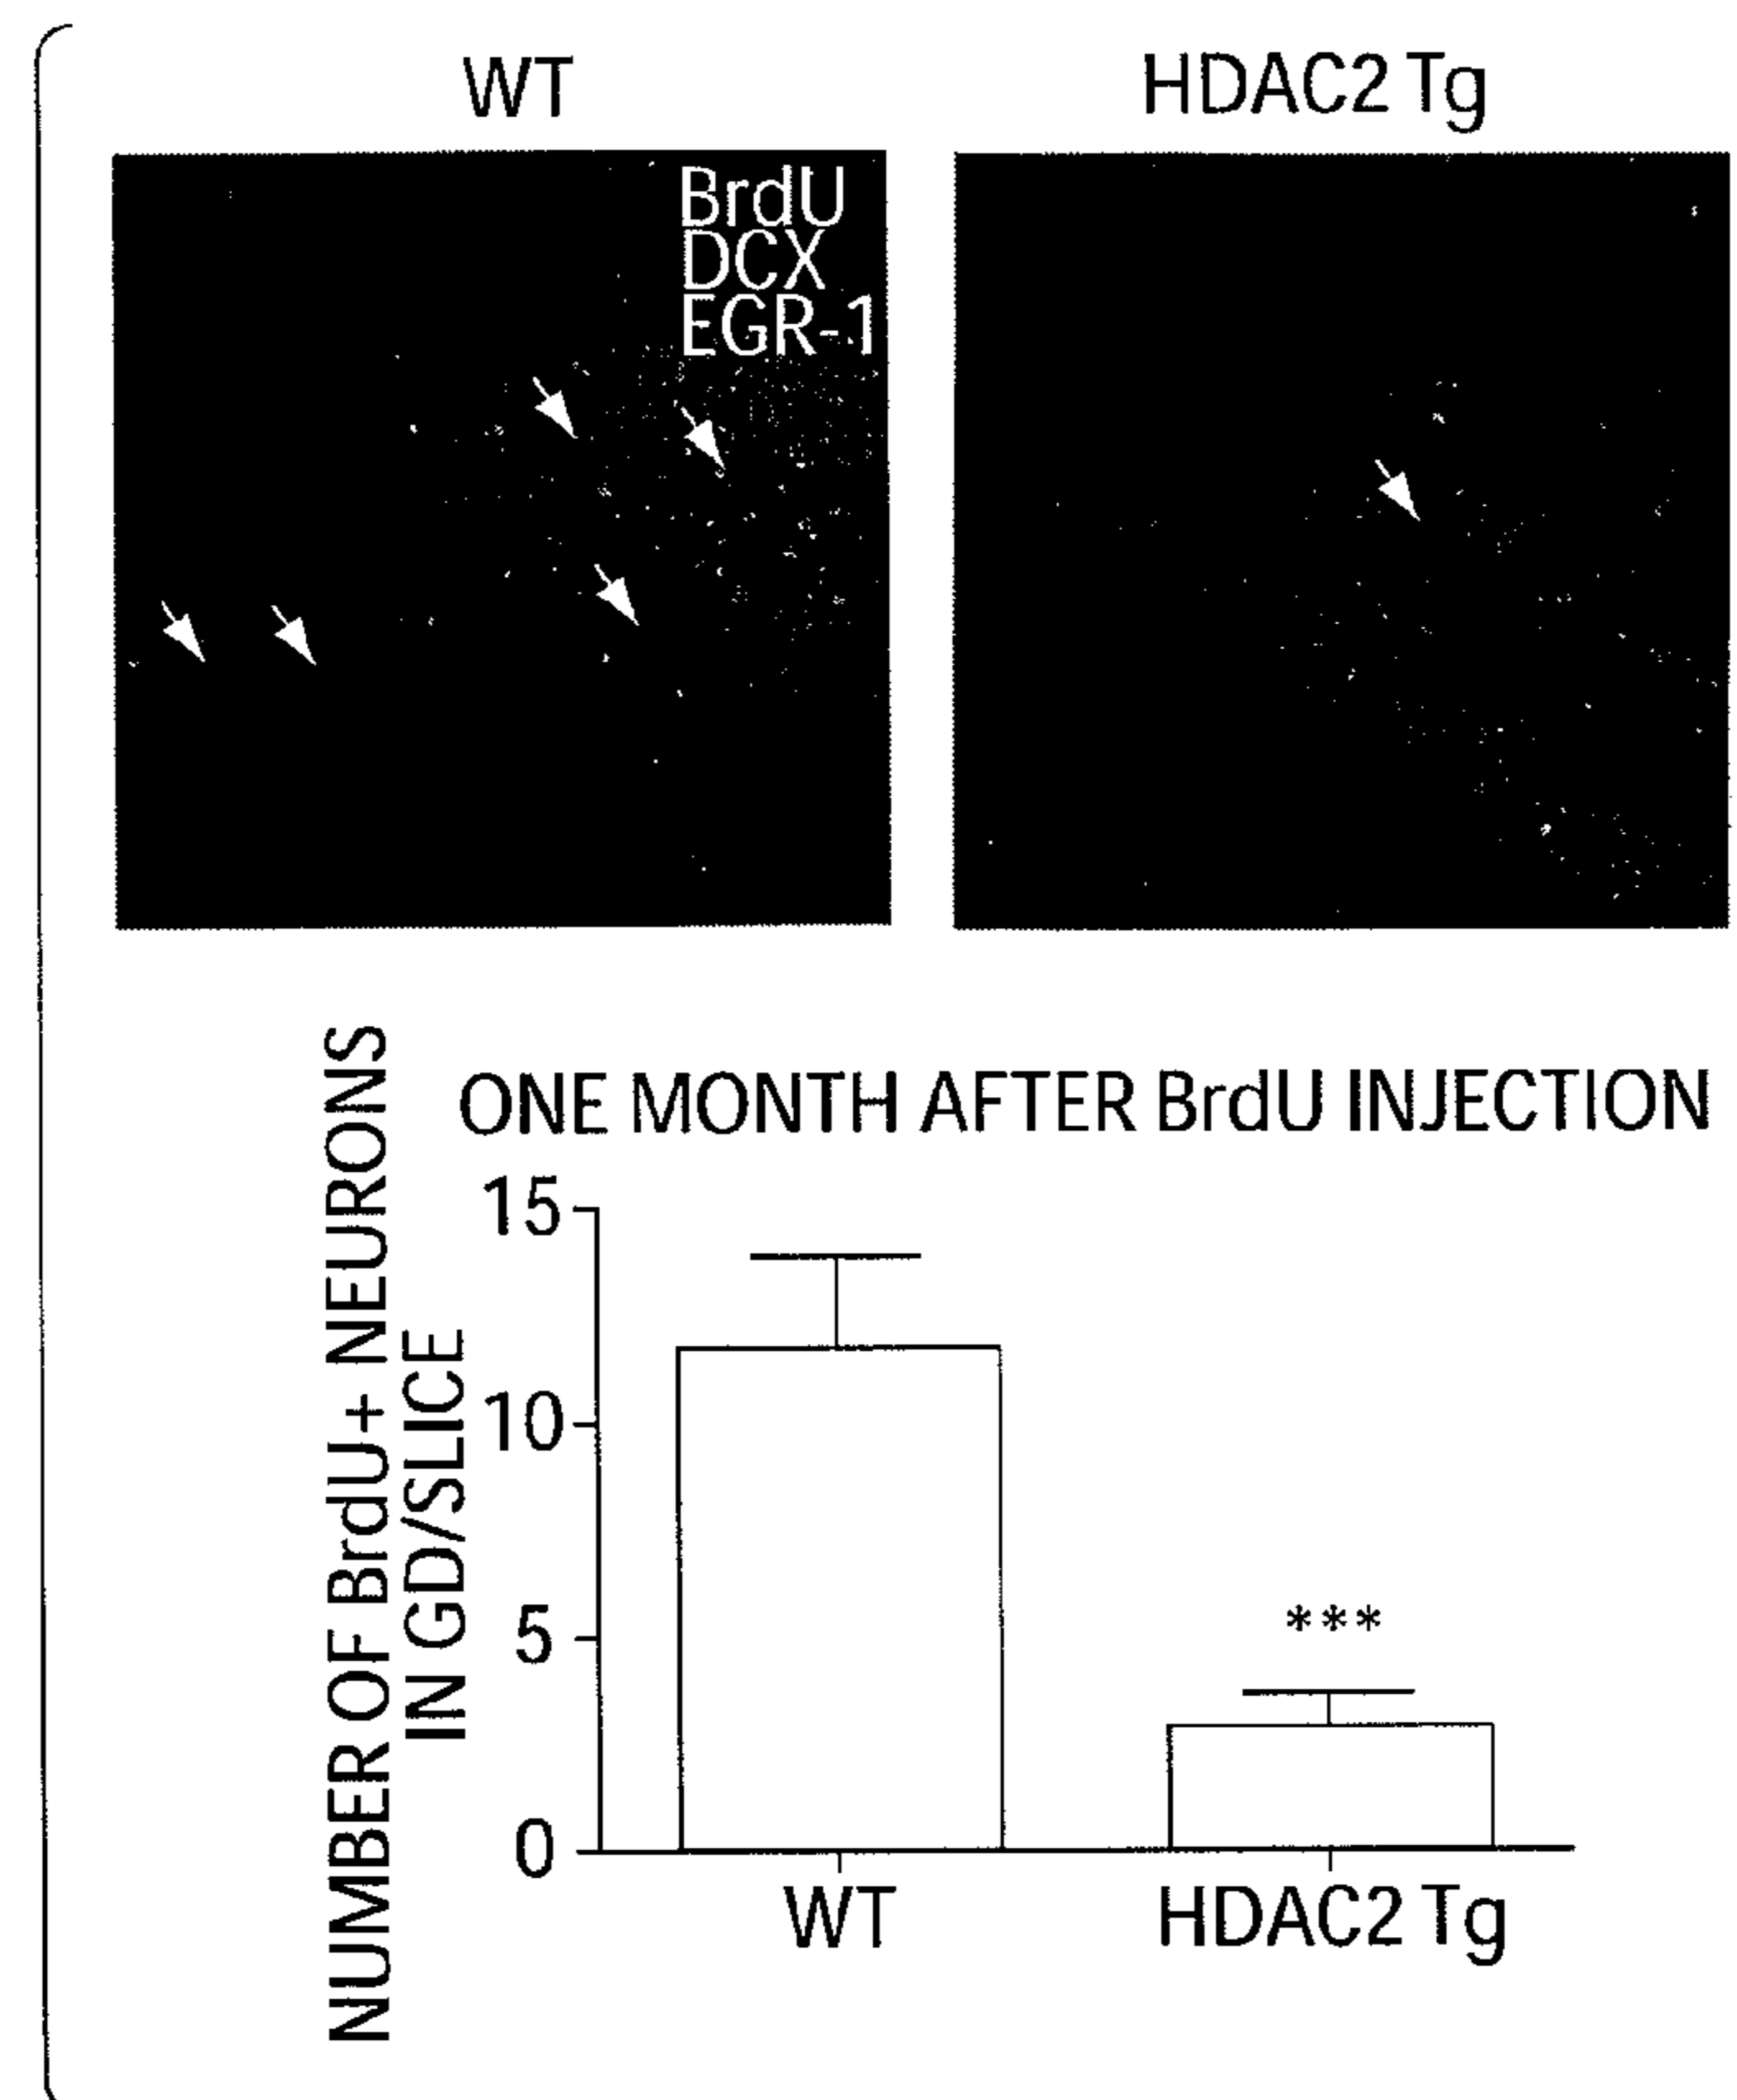 WT
HDAC2 Tg
BrdU
DCX
EGR-1
ONE MONTH AFTER BrdU INJECTION
NUMBER OF BrdU+ NEURONS
IN GD/SLICE
15
10
5
0
***
WT
HDAC2 Tg